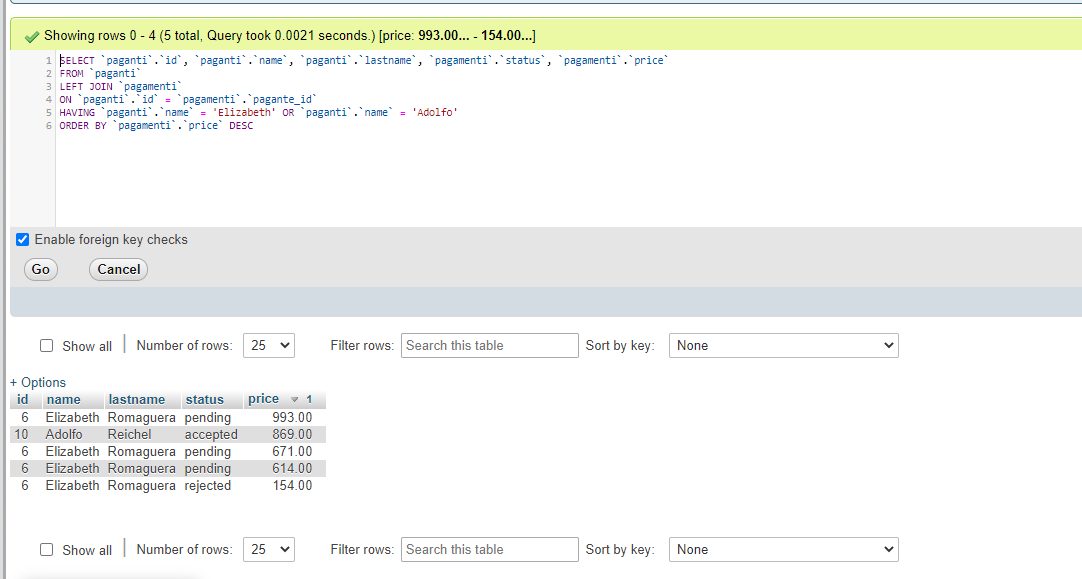 Showing rows 0 - 4 (5 total, Query took 0.0021 seconds.) [price: 993.00... - 154.00...]
1 SELECT `paganti`.`id`, `paganti`.`name`, `paganti`.`lastname`, `pagamenti`.`status`, `pagamenti`.`price`
2 FROM `paganti`
3 LEFT JOIN `pagamenti`
4 ON `paganti`.`id` = `pagamenti`.`pagante_id`
5 HAVING `paganti`.`name` = 'Elizabeth' OR `paganti`.`name` = 'Adolfo'
6 ORDER BY `pagamenti`.`price` DESC
Enable foreign key checks
Go Cancel
Show all Number of rows: 25 Filter rows: Search this table Sort by key: None
+ Options
id name lastname status price 1
6 Elizabeth Romaguera pending 993.00
10 Adolfo Reichel accepted 869.00
6 Elizabeth Romaguera pending 671.00
6 Elizabeth Romaguera pending 614.00
6 Elizabeth Romaguera rejected 154.00
Show all Number of rows: 25 Filter rows: Search this table Sort by key: None